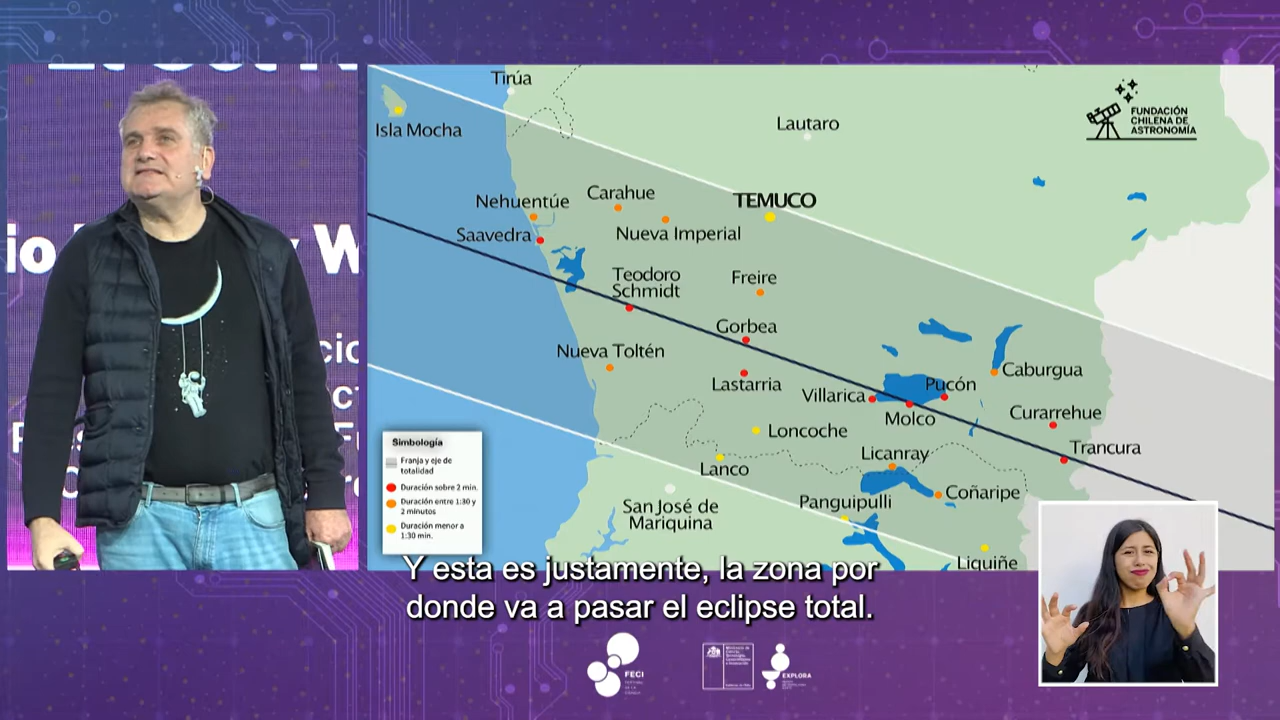 Tirúa
Isla Mocha
Lautaro
FUNDACIÓN
CHILENA DE
ASTRONOMÍA
Nehuentúe
Carahue
TEMUCO
Saavedra
Nueva Imperial
Teodoro
Schmidt
Freire
Gorbea
Nueva Toltén
Lastarria
Villarica
Pucón
Caburgua
Molco
Curarrehue
Loncoche
Trancura
Licanray
Lanco
Coñaripe
Panguipulli
San José de
Mariquina
Liquiñe
Simbología
Franja y eje de
totalidad
Duración sobre 2 min.
Duración entre 1:30 y
2 minutos
Duración menor a
1:30 min.
Y esta es justamente, la zona por
donde va a pasar el eclipse total.
FECI
EXPLORA